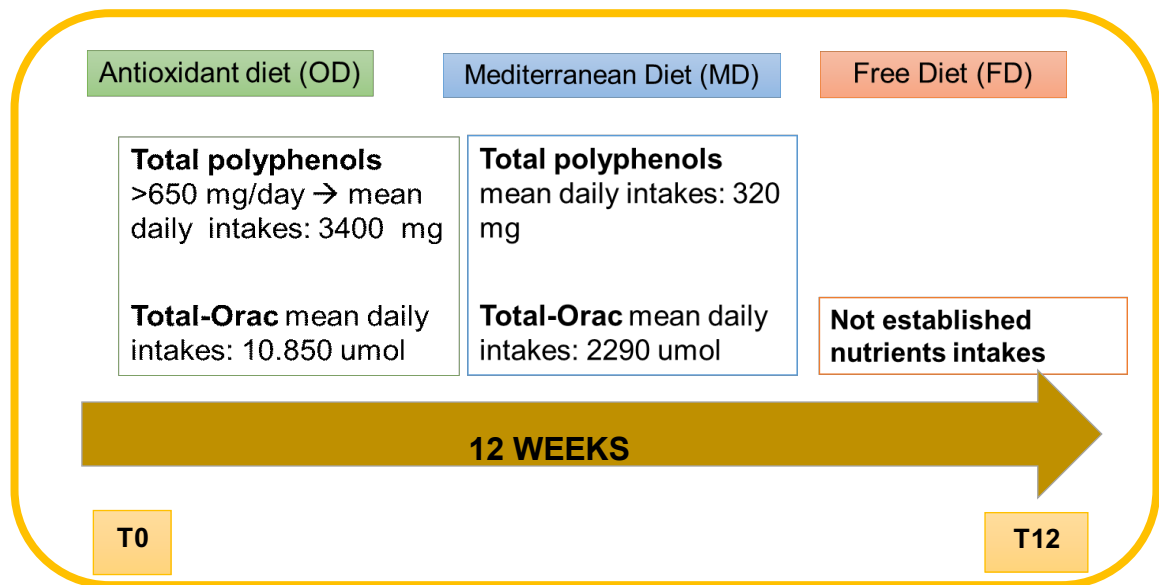 Antioxidant diet (OD)
Mediterranean Diet (MD)
Free Diet (FD)
Total polyphenols
>650 mg/day → mean
daily intakes: 3400 mg
Total-Orac mean daily
intakes: 10.850 umol
Total polyphenols
mean daily intakes: 320
mg
Total-Orac mean daily
intakes: 2290 umol
Not established
nutrients intakes
12 WEEKS
T0
T12